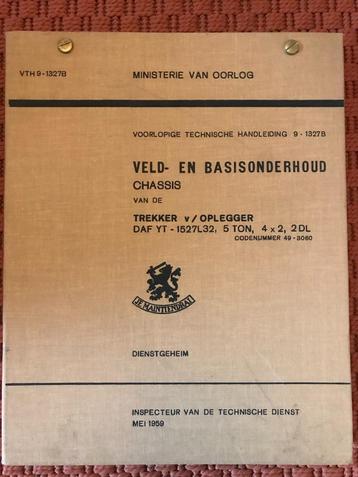 VTH 9-1327B
MINISTERIE VAN OORLOG
VOORLOPIGE TECHNISCHE HANDLEIDING 9-1327B
VELD- EN BASISONDERHOUD
CHASSIS
VAN DE
TREKKER v/OPLEGGER
DAF YT-1527L32, 5 TON, 4x2, 2DL
CODENUMMER 49-3060
JE MAINTIENDRAI
DIENSTGEHEIM
INSPECTEUR VAN DE TECHNISCHE DIENST
MEI 1959